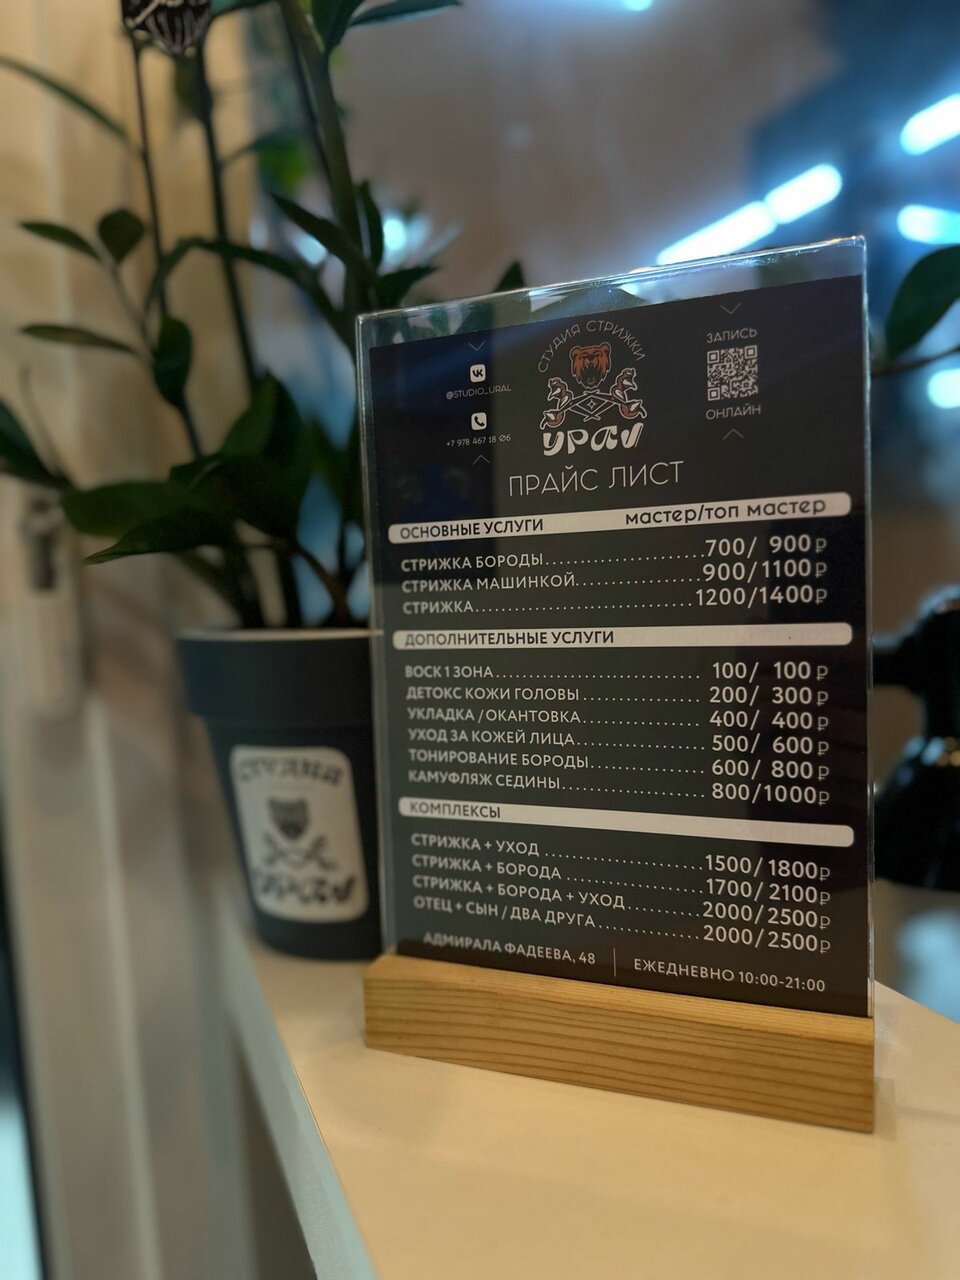 СТУДИЯ СТРИЖКИ
УРАЛ
@STUDIO_URAL
+7 978 467 18 06
ЗАПИСЬ
ОНЛАЙН
ПРАЙС ЛИСТ
ОСНОВНЫЕ УСЛУГИ мастер/топ мастер
СТРИЖКА БОРОДЫ 700/ 900₽
СТРИЖКА МАШИНКОЙ 900/1100₽
СТРИЖКА 1200/1400₽
ДОПОЛНИТЕЛЬНЫЕ УСЛУГИ
ВОСК 1 ЗОНА 100/ 100₽
ДЕТОКС КОЖИ ГОЛОВЫ 200/ 300₽
УКЛАДКА /ОКАНТОВКА 400/ 400₽
УХОД ЗА КОЖЕЙ ЛИЦА 500/ 600₽
ТОНИРОВАНИЕ БОРОДЫ 600/ 800₽
КАМУФЛЯЖ СЕДИНЫ 800/1000₽
КОМПЛЕКСЫ
СТРИЖКА + УХОД 1500/1800₽
СТРИЖКА + БОРОДА 1700/2100₽
СТРИЖКА + БОРОДА + УХОД 2000/2500₽
ОТЕЦ + СЫН / ДВА ДРУГА 2000/2500₽
АДМИРАЛА ФАДЕЕВА, 48 | ЕЖЕДНЕВНО 10:00-21:00
СТУДИЯ
УРАЛ